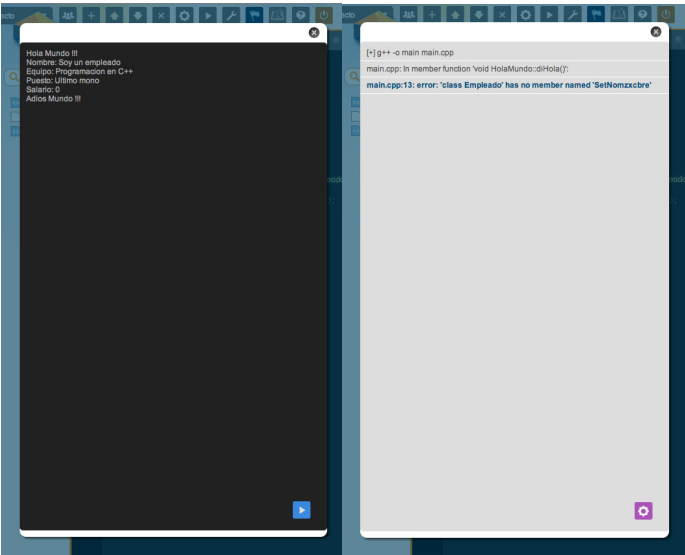 Hola Mundo !!!
Nombre: Soy un empleado
Equipo: Programacion en C++
Puesto: Ultimo mono
Salario: 0
Adios Mundo !!!
[+] g++ -o main main.cpp
main.cpp: In member function 'void HolaMundo::diHola()':
main.cpp:13: error: 'class Empleado' has no member named 'SetNomzxcbre'